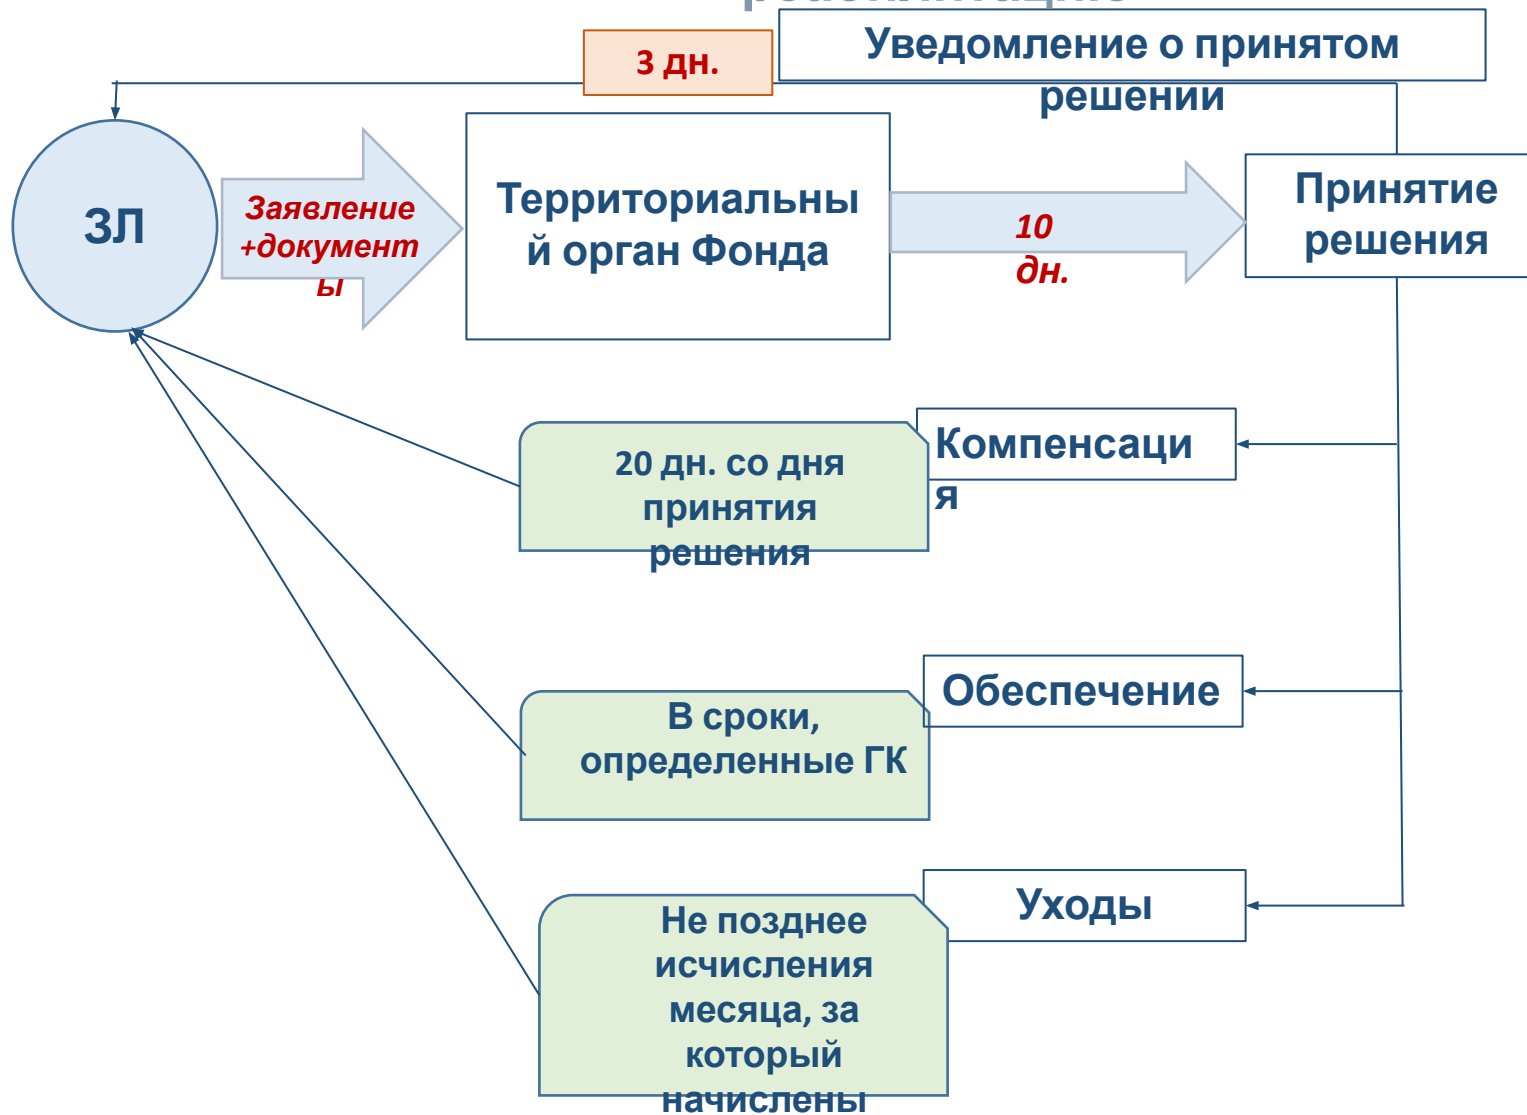 3 дн.
Уведомление о принятом
решении
ЗЛ
Заявление
+документ
ы
Территориальны
й орган Фонда
10
дн.
Принятие
решения
20 дн. со дня
принятия
решения
Компенсаци
я
В сроки,
определенные ГК
Обеспечение
Не позднее
исчисления
месяца, за
который
начислены
Уходы